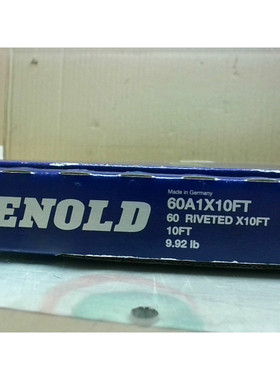 ENOLD
Made in Germany
60A1X10FT
60 RIVETED X10FT
10FT
9.92 lb